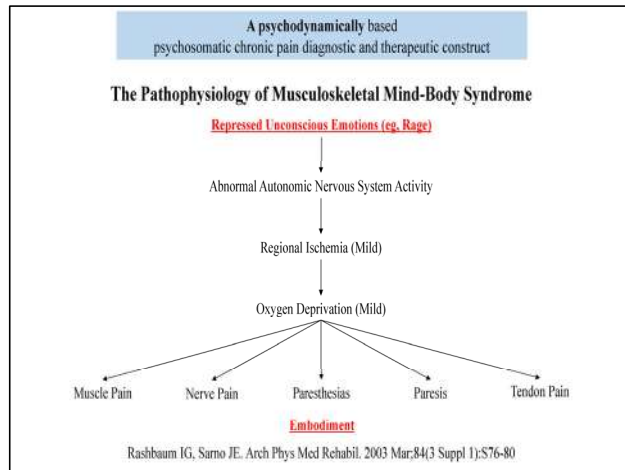 A psychodynamically based
psychosomatic chronic pain diagnostic and therapeutic construct
The Pathophysiology of Musculoskeletal Mind-Body Syndrome
Repressed Unconscious Emotions (eg, Rage)
Abnormal Autonomic Nervous System Activity
Regional Ischemia (Mild)
Oxygen Deprivation (Mild)
Muscle Pain Nerve Pain Paresthesias Paresis Tendon Pain
Embodiment
Rashbaum IG, Sarno JE. Arch Phys Med Rehabil. 2003 Mar;84(3 Suppl 1):S76-80